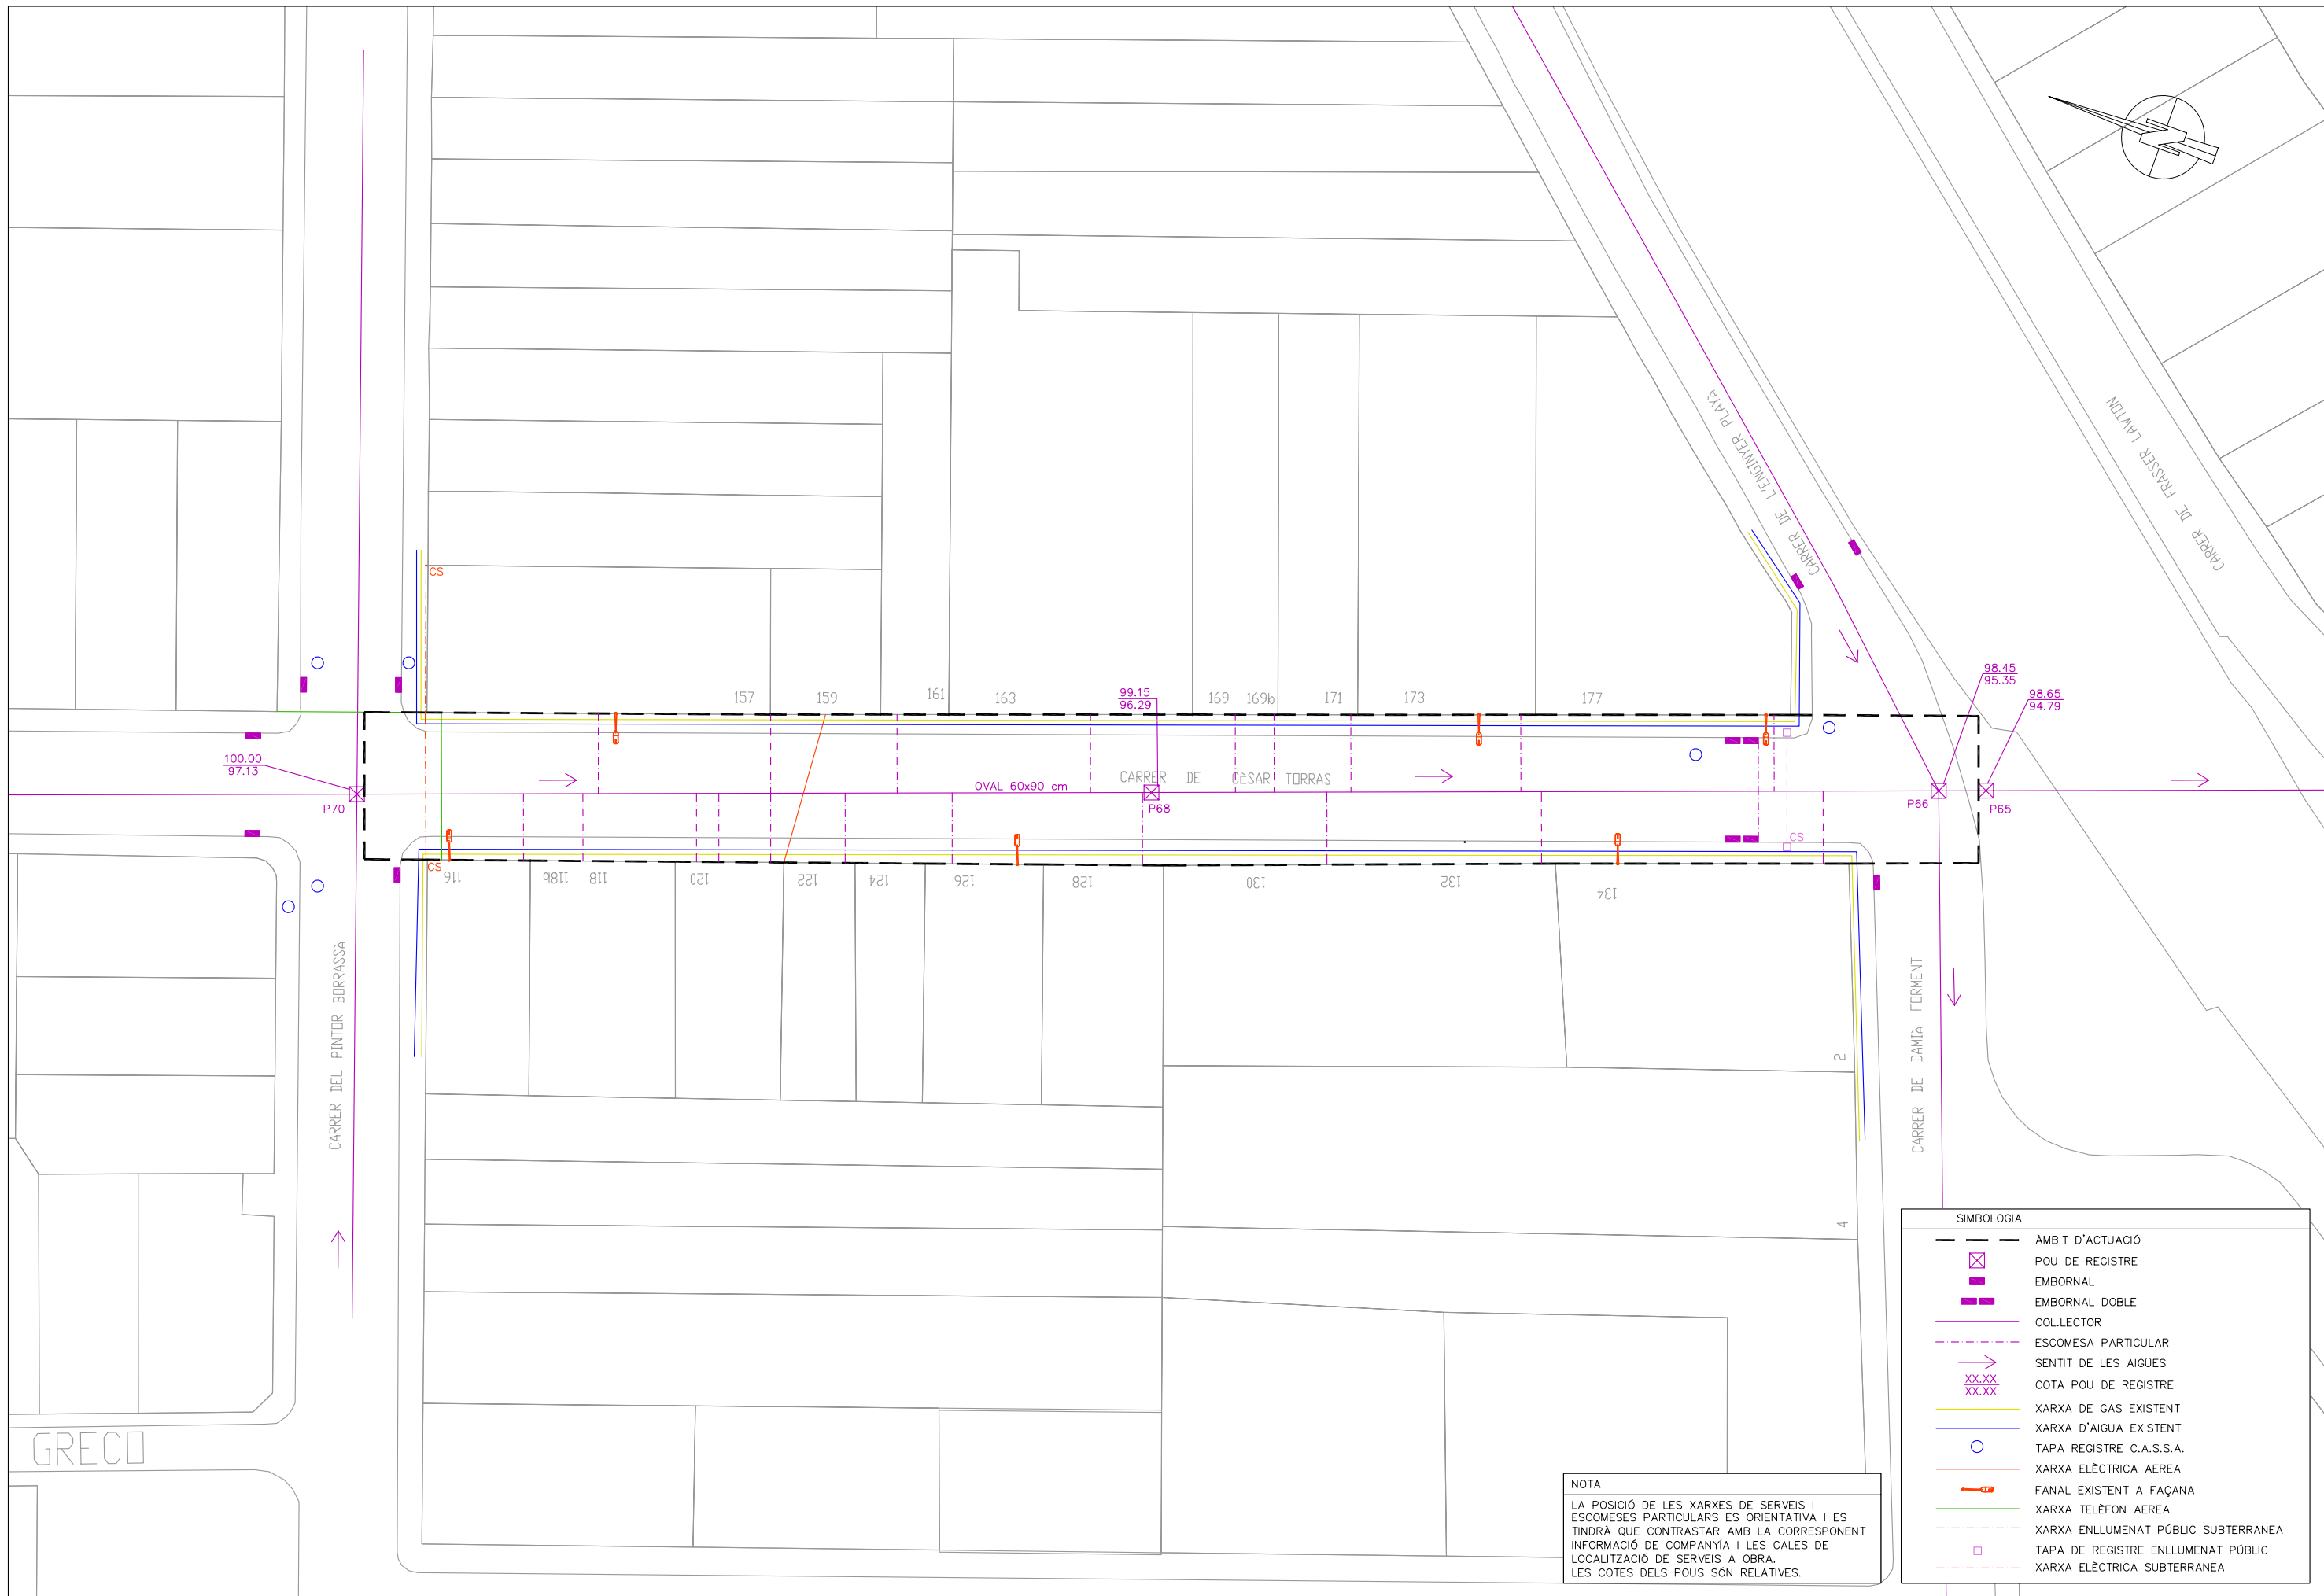 CARRER DE L'ENGINYER PLAYÀ
CARRER DE FRASSER LAWTON
CS
157
159
161
163
169
169b
171
173
177
99.15
96.29
98.45
95.35
98.65
94.79
100.00
97.13
CARRER DE CÈSAR TORRAS
OVAL 60x90 cm
P70
P68
P66
P65
CS
CS
116
118b
118
120
122
124
126
128
130
132
134
CARRER DEL PINTOR BORRASSÀ
CARRER DE DAMIÀ FORMENT
2
4
GRECO
SIMBOLOGIA
ÀMBIT D'ACTUACIÓ
POU DE REGISTRE
EMBORNAL
EMBORNAL DOBLE
COL.LECTOR
ESCOMESA PARTICULAR
SENTIT DE LES AIGÜES
XX.XX
XX.XX
COTA POU DE REGISTRE
XARXA DE GAS EXISTENT
XARXA D'AIGUA EXISTENT
TAPA REGISTRE C.A.S.S.A.
XARXA ELÈCTRICA AEREA
FANAL EXISTENT A FAÇANA
XARXA TELÈFON AEREA
XARXA ENLLUMENAT PÚBLIC SUBTERRANEA
TAPA DE REGISTRE ENLLUMENAT PÚBLIC
XARXA ELÈCTRICA SUBTERRANEA
NOTA
LA POSICIÓ DE LES XARXES DE SERVEIS I
ESCOMESES PARTICULARS ES ORIENTATIVA I ES
TINDRÀ QUE CONTRASTAR AMB LA CORRESPONENT
INFORMACIÓ DE COMPANYÍA I LES CALES DE
LOCALITZACIÓ DE SERVEIS A OBRA.
LES COTES DELS POUS SÓN RELATIVES.